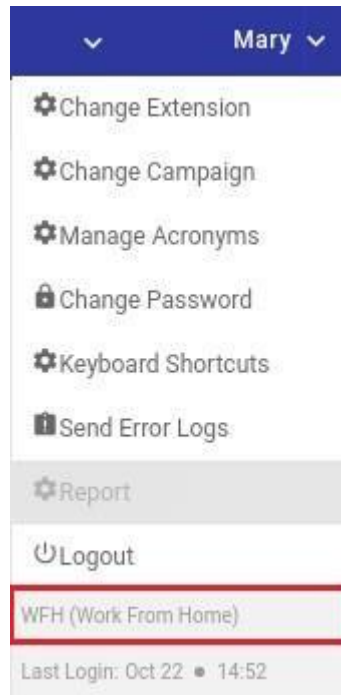 Mary
Change Extension
Change Campaign
Manage Acronyms
Change Password
Keyboard Shortcuts
Send Error Logs
Report
Logout
WFH (Work From Home)
Last Login: Oct 22 ● 14:52